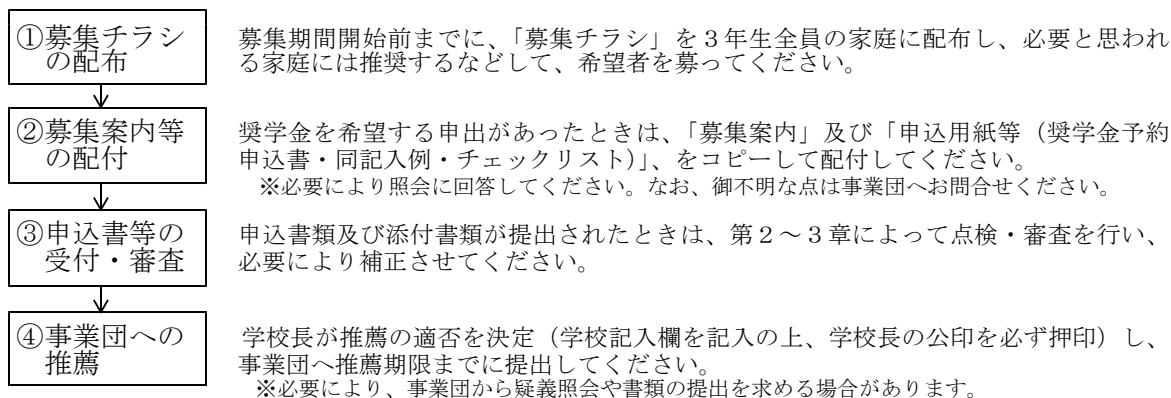 ①募集チラシ
の配布
募集期間開始前までに、「募集チラシ」を３年生全員の家庭に配布し、必要と思われ
る家庭には推奨するなどして、希望者を募ってください。
②募集案内等
の配付
奨学金を希望する申出があったときは、「募集案内」及び「申込用紙等（奨学金予約
申込書・同記入例・チェックリスト）」、をコピーして配付してください。
※必要により照会に回答してください。なお、御不明な点は事業団へお問合せください。
③申込書等の
受付・審査
申込書類及び添付書類が提出されたときは、第２～３章によって点検・審査を行い、
必要により補正させてください。
④事業団への
推薦
学校長が推薦の適否を決定（学校記入欄を記入の上、学校長の公印を必ず押印）し、
事業団へ推薦期限までに提出してください。
※必要により、事業団から疑義照会や書類の提出を求める場合があります。